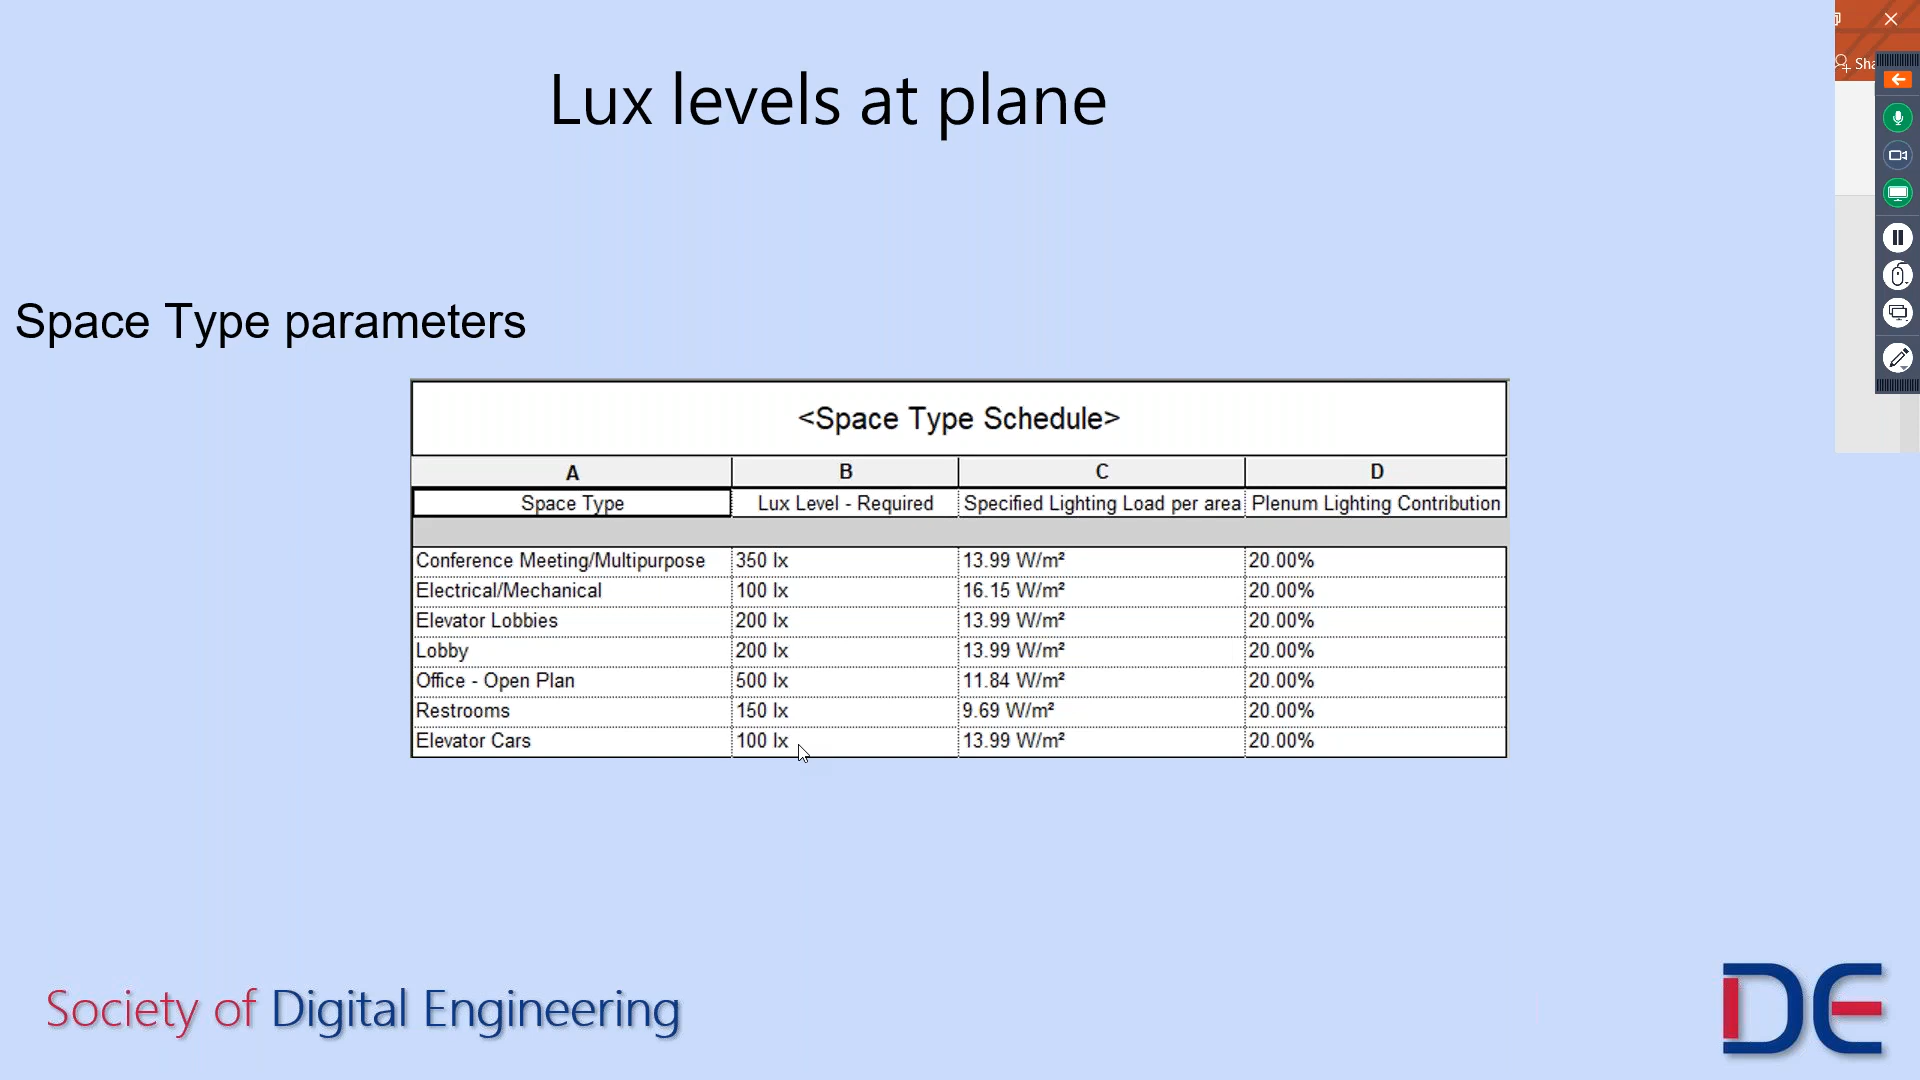 Lux levels at plane
Sha
Space Type parameters
<Space Type Schedule>
A B C D
Space Type Lux Level - Required Specified Lighting Load per area Plenum Lighting Contribution
Conference Meeting/Multipurpose 350 lx 13.99 W/m² 20.00%
Electrical/Mechanical 100 lx 16.15 W/m² 20.00%
Elevator Lobbies 200 lx 13.99 W/m² 20.00%
Lobby 200 lx 13.99 W/m² 20.00%
Office - Open Plan 500 lx 11.84 W/m² 20.00%
Restrooms 150 lx 9.69 W/m² 20.00%
Elevator Cars 100 lx 13.99 W/m² 20.00%
Society of Digital Engineering
DE